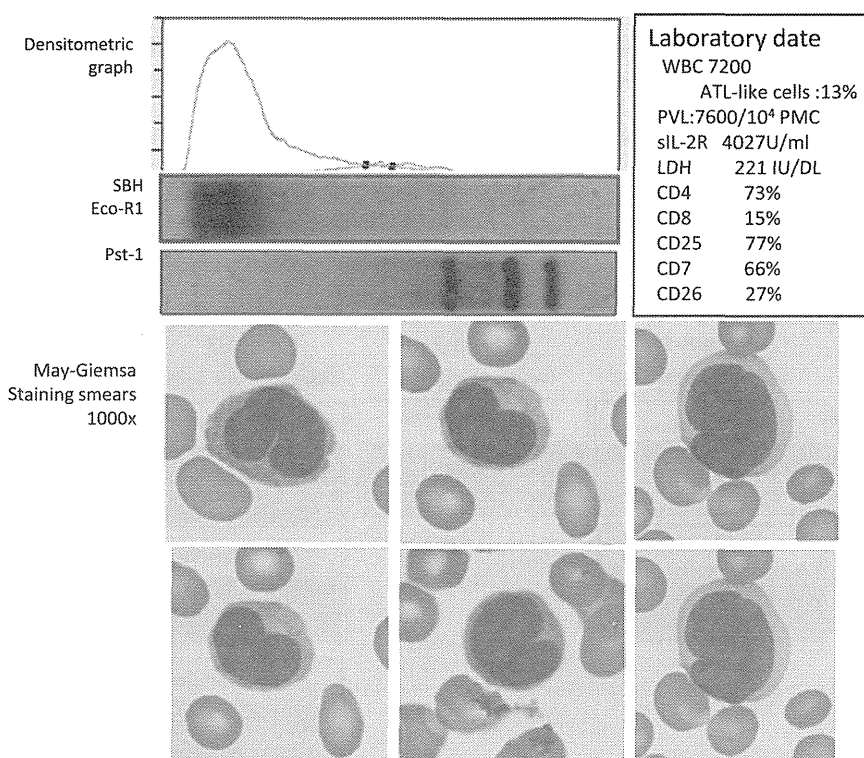 Densitometric
graph
SBH
Eco-R1
Pst-1
Laboratory date
WBC 7200
ATL-like cells :13%
PVL:7600/10⁴ PMC
sIL-2R 4027U/ml
LDH 221 IU/DL
CD4 73%
CD8 15%
CD25 77%
CD7 66%
CD26 27%
May-Giemsa
Staining smears
1000x